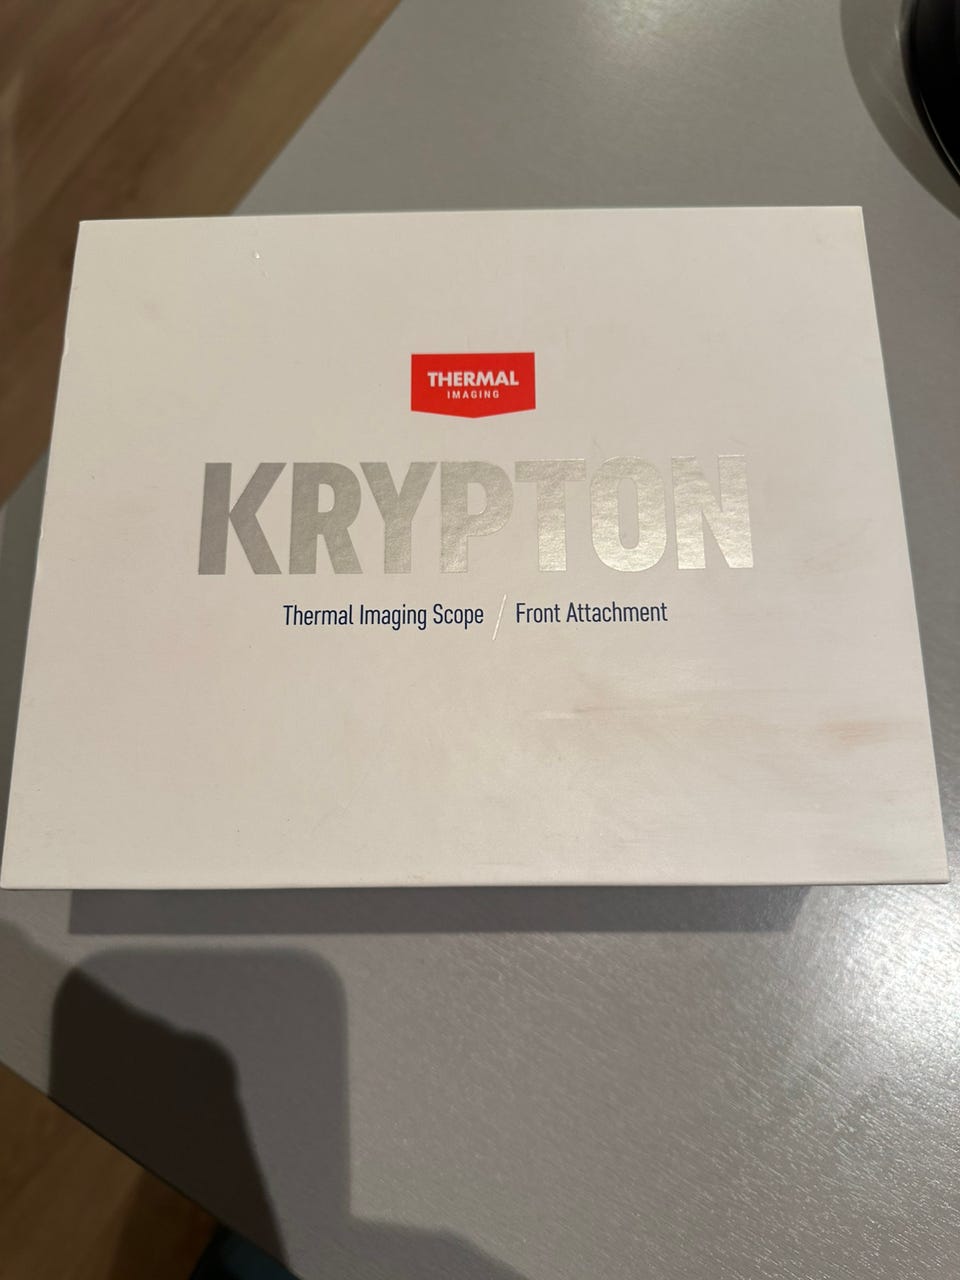 THERMAL
IMAGING
KRYPTON
Thermal Imaging Scope / Front Attachment